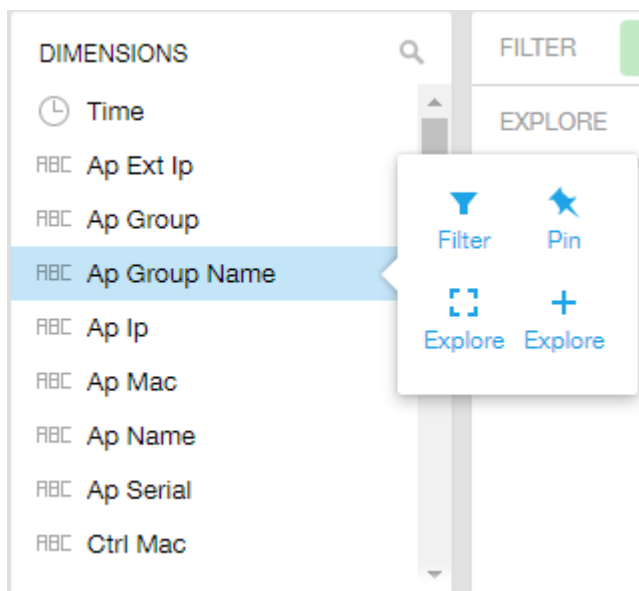 DIMENSIONS
Time
ABC Ap Ext Ip
ABC Ap Group
ABC Ap Group Name
ABC Ap Ip
ABC Ap Mac
ABC Ap Name
ABC Ap Serial
ABC Ctrl Mac
FILTER
EXPLORE
Filter Pin
Explore Explore